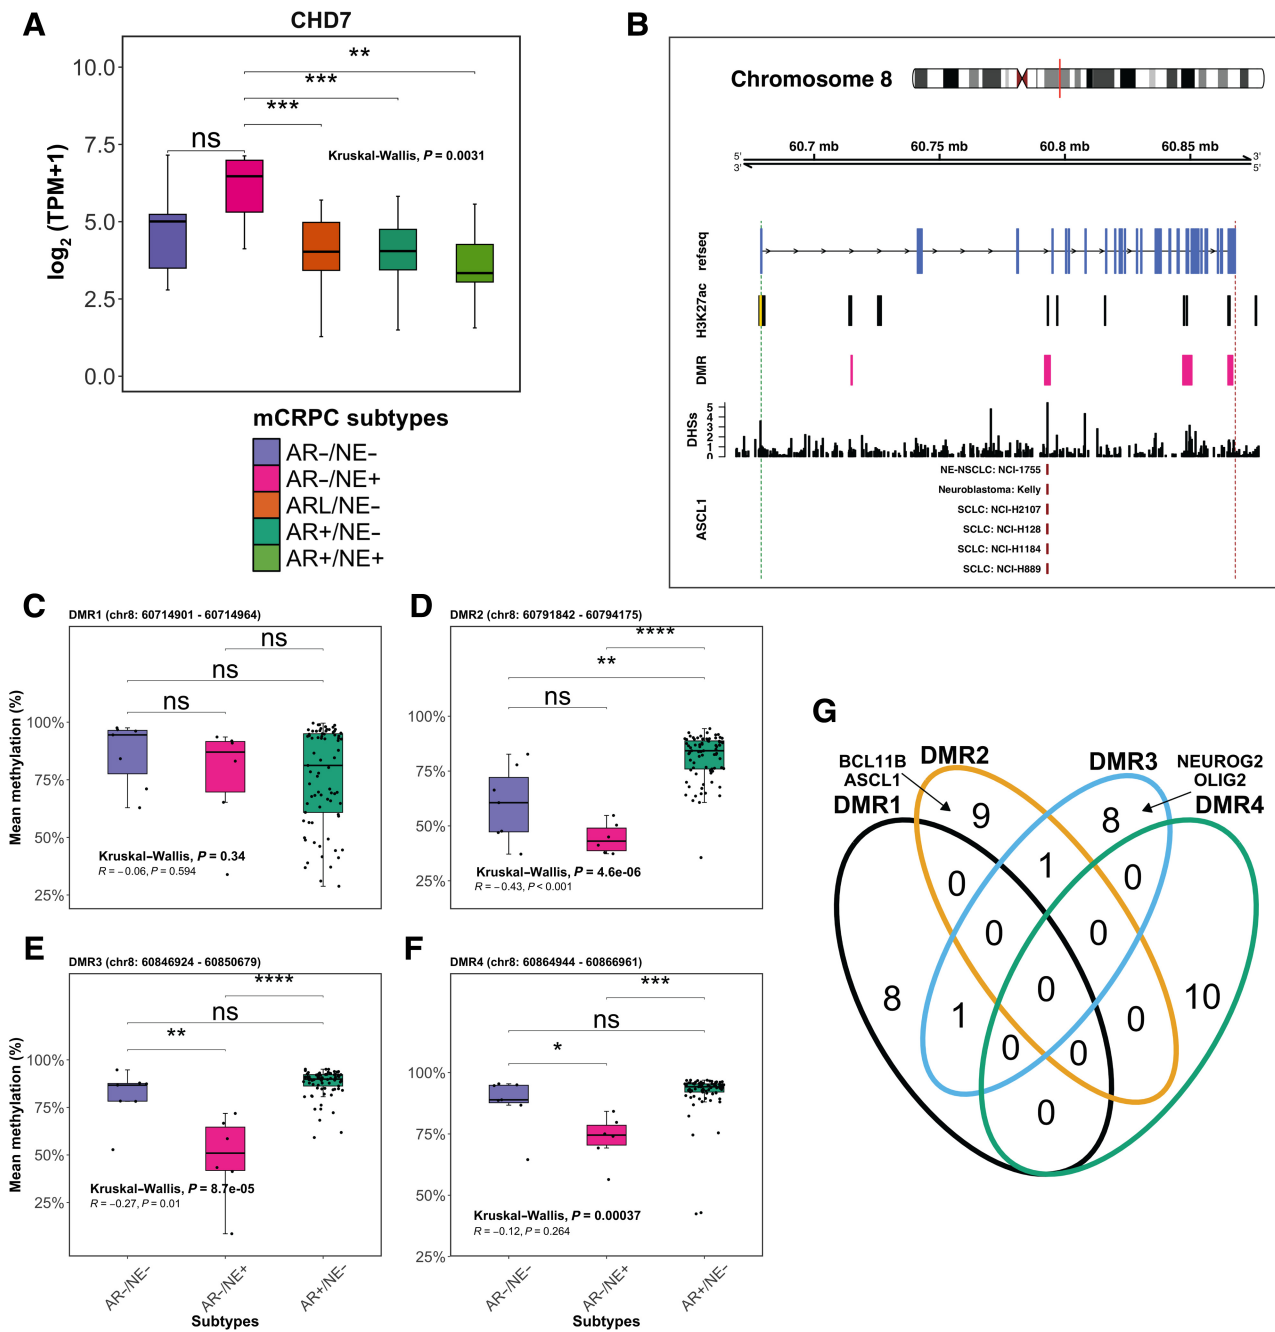 A
CHD7
10.0
7.5
5.0
2.5
0.0
log2 (TPM+1)
**
***
***
ns
Kruskal-Wallis, P = 0.0031
mCRPC subtypes
AR−/NE−
AR−/NE+
ARL/NE−
AR+/NE−
AR+/NE+
B
Chromosome 8
60.7 mb
60.75 mb
60.8 mb
60.85 mb
5'
3'
3'
5'
refseq
H3K27ac
DMR
DHSs
5
4
3
2
1
0
ASCL1
NE-NSCLC: NCI-1755
Neuroblastoma: Kelly
SCLC: NCI-H2107
SCLC: NCI-H128
SCLC: NCI-H1184
SCLC: NCI-H889
C
DMR1 (chr8: 60714901 - 60714964)
Mean methylation (%)
100%
75%
50%
25%
ns
ns
ns
Kruskal–Wallis, P = 0.34
R = −0.06, P = 0.594
D
DMR2 (chr8: 60791842 - 60794175)
100%
75%
50%
25%
****
**
ns
Kruskal–Wallis, P = 4.6e-06
R = −0.43, P < 0.001
E
DMR3 (chr8: 60846924 - 60850679)
Mean methylation (%)
100%
75%
50%
25%
****
ns
**
Kruskal–Wallis, P = 8.7e-05
R = −0.27, P = 0.01
AR−/NE−
AR−/NE+
AR+/NE−
Subtypes
F
DMR4 (chr8: 60864944 - 60866961)
100%
75%
50%
25%
***
ns
*
Kruskal–Wallis, P = 0.00037
R = −0.12, P = 0.264
AR−/NE−
AR−/NE+
AR+/NE−
Subtypes
G
DMR2
DMR3
BCL11B
ASCL1
NEUROG2
OLIG2
DMR1
DMR4
9
8
0
1
0
0
0
8
1
0
0
10
0
0
0